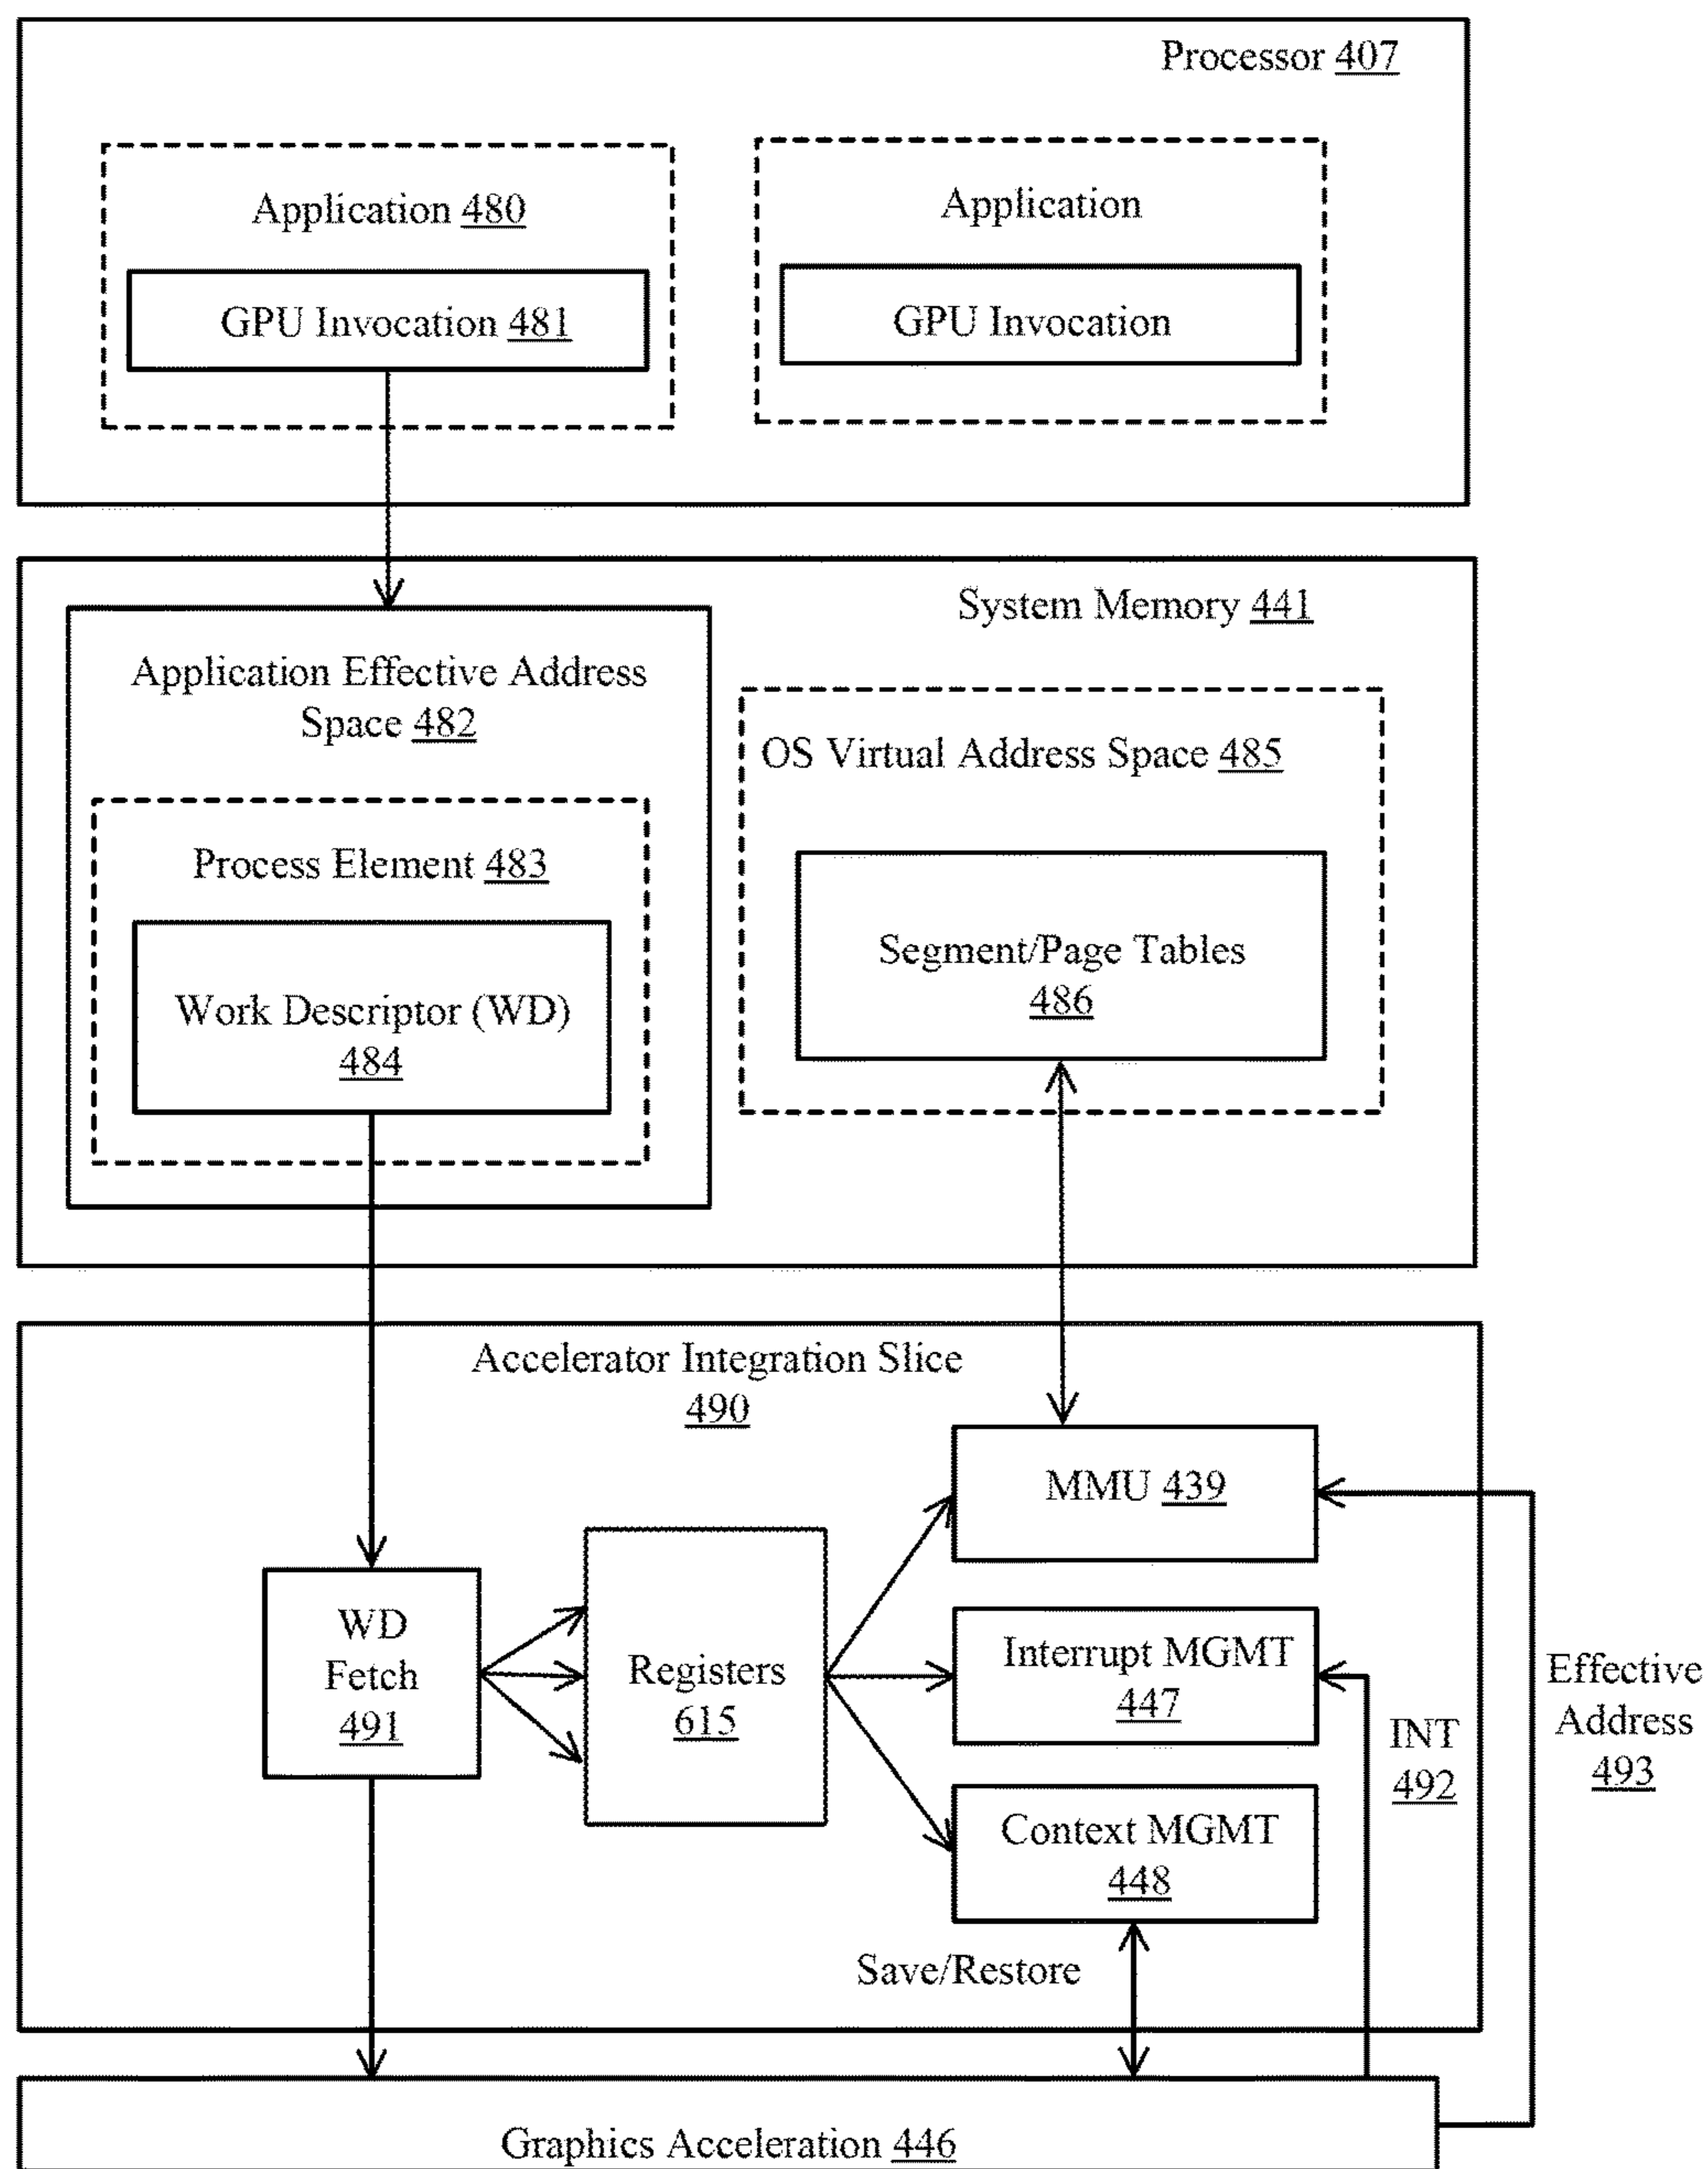 Processor 407
Application 480
GPU Invocation 481
Application
GPU Invocation
System Memory 441
Application Effective Address
Space 482
Process Element 483
Work Descriptor (WD)
484
OS Virtual Address Space 485
Segment/Page Tables
486
Accelerator Integration Slice
490
WD
Fetch
491
Registers
615
MMU 439
Interrupt MGMT
447
Context MGMT
448
Save/Restore
INT
492
Effective
Address
493
Graphics Acceleration 446